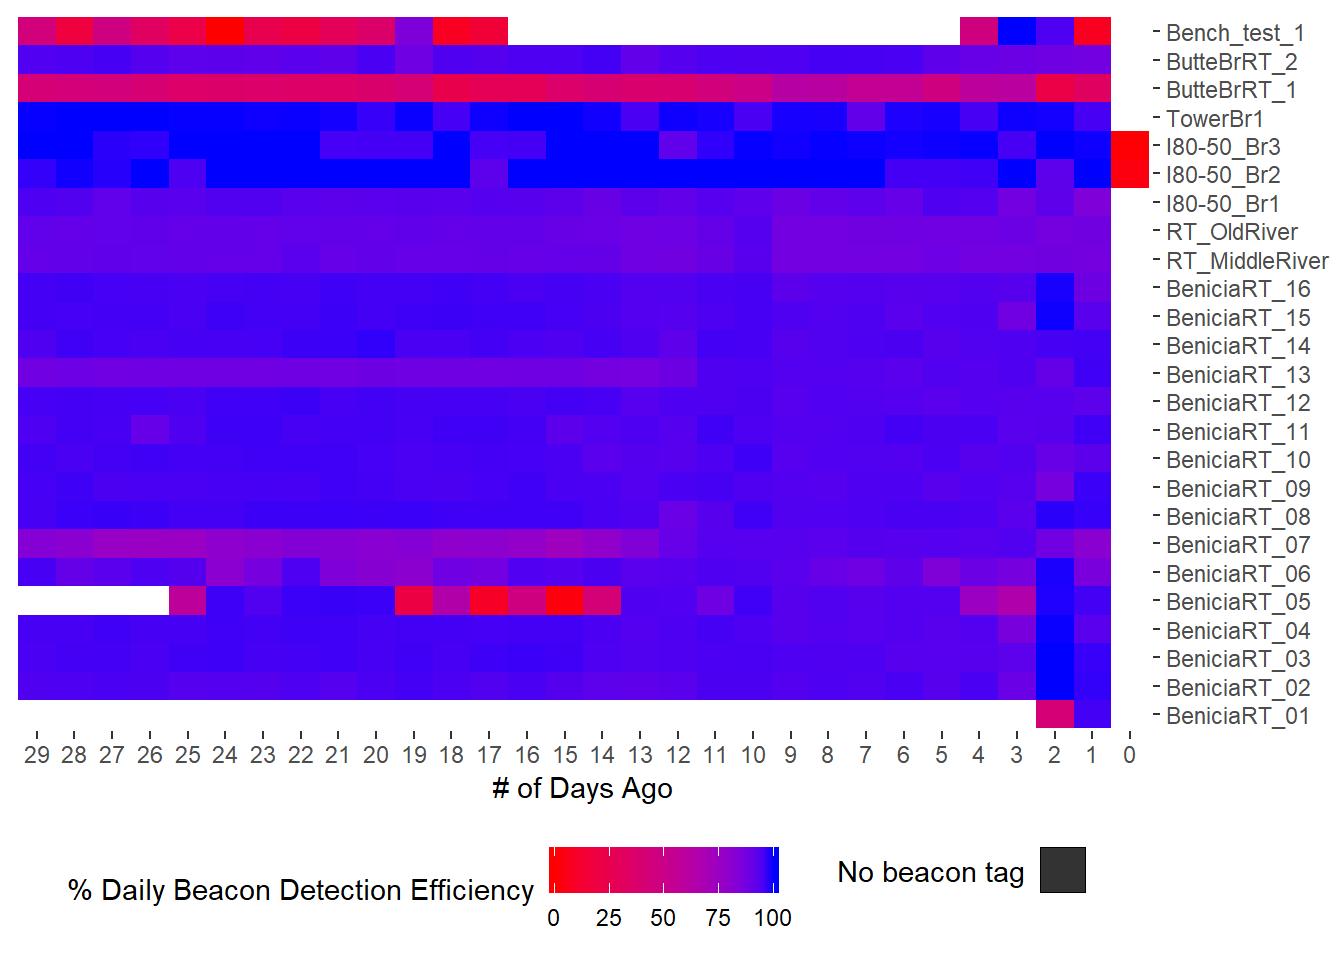 Bench_test_1
ButteBrRT_2
ButteBrRT_1
TowerBr1
I80-50_Br3
I80-50_Br2
I80-50_Br1
RT_OldRiver
RT_MiddleRiver
BeniciaRT_16
BeniciaRT_15
BeniciaRT_14
BeniciaRT_13
BeniciaRT_12
BeniciaRT_11
BeniciaRT_10
BeniciaRT_09
BeniciaRT_08
BeniciaRT_07
BeniciaRT_06
BeniciaRT_05
BeniciaRT_04
BeniciaRT_03
BeniciaRT_02
BeniciaRT_01
29 28 27 26 25 24 23 22 21 20 19 18 17 16 15 14 13 12 11 10 9 8 7 6 5 4 3 2 1 0
# of Days Ago
% Daily Beacon Detection Efficiency
0 25 50 75 100
No beacon tag